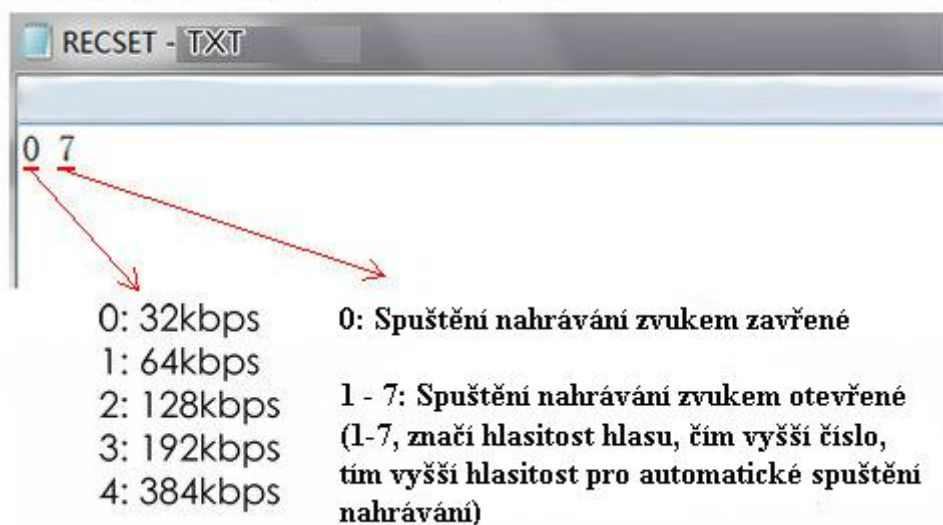 RECSET - TXT
0 7
0: 32kbps
1: 64kbps
2: 128kbps
3: 192kbps
4: 384kbps
0: Spuštění nahrávání zvukem zavřené
1 - 7: Spuštění nahrávání zvukem otevřené
(1-7, značí hlasitost hlasu, čím vyšší číslo,
tím vyšší hlasitost pro automatické spuštění
nahrávání)